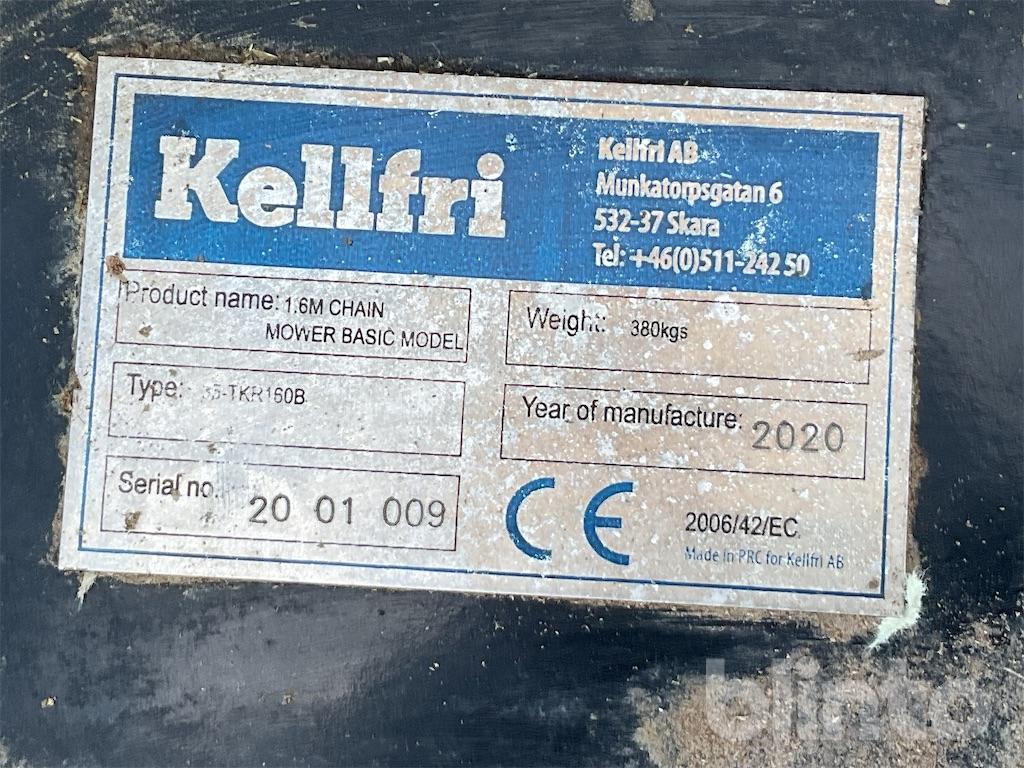 Kellfri
Kellfri AB
Munkatorpsgatan 6
532-37 Skara
Tel: +46(0)511-242 50
Product name: 1.6M CHAIN
MOWER BASIC MODEL
Weight: 380kgs
Type: 35-TKR160B
Year of manufacture: 2020
Serial no. 20 01 009
CE
2006/42/EC
Made in PRC for Kellfri AB
blinto